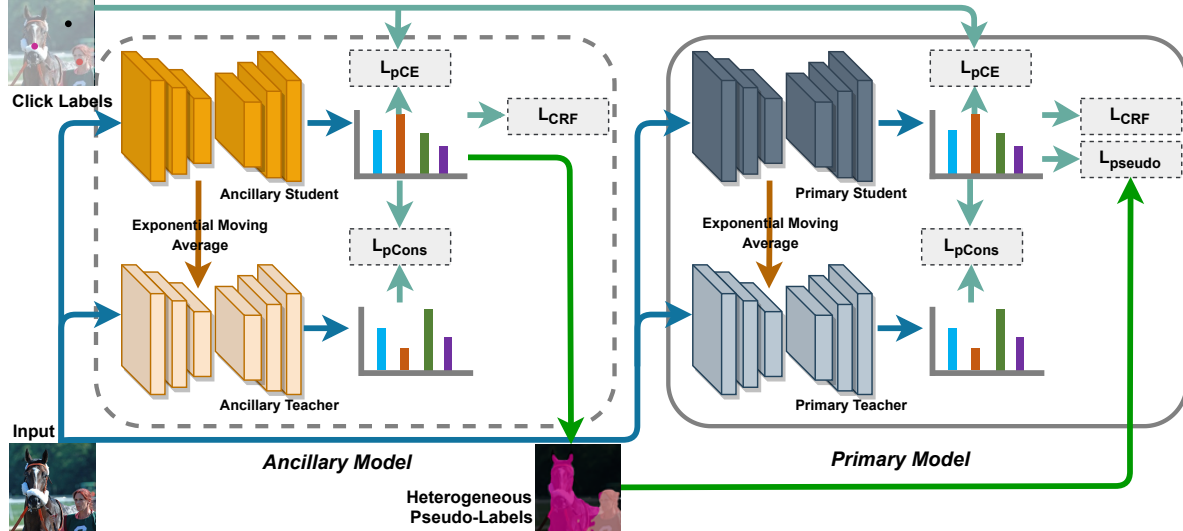 Click Labels
L_pCE
L_CRF
Ancillary Student
Exponential Moving
Average
L_pCons
Ancillary Teacher
Input
Ancillary Model
Heterogeneous
Pseudo-Labels
L_pCE
L_CRF
L_pseudo
Primary Student
Exponential Moving
Average
L_pCons
Primary Teacher
Primary Model